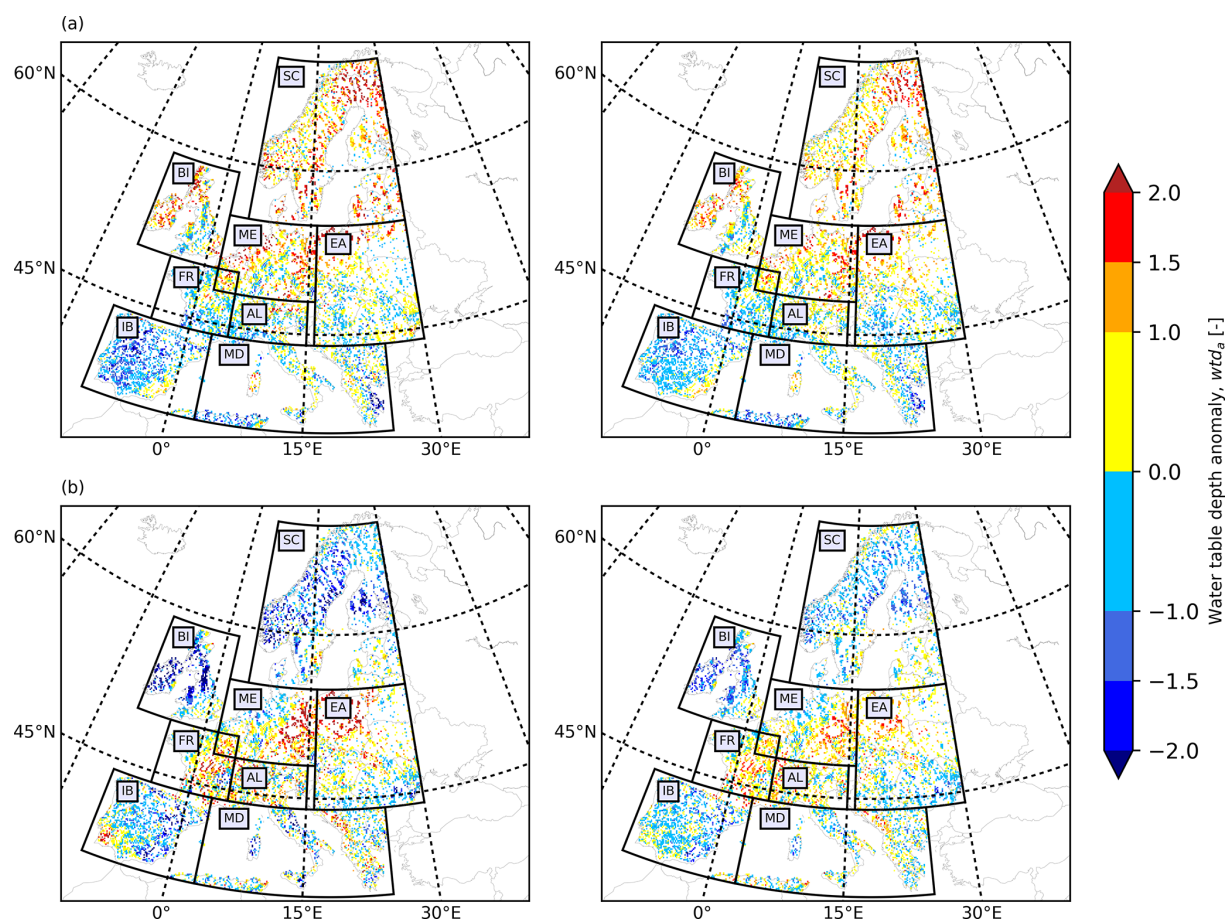 (a)
60°N
45°N
SC
BI
ME
EA
FR
AL
IB
MD
0°
15°E
30°E
SC
BI
ME
EA
FR
AL
IB
MD
0°
15°E
30°E
(b)
60°N
45°N
SC
BI
ME
EA
FR
AL
IB
MD
0°
15°E
30°E
SC
BI
ME
EA
FR
AL
IB
MD
0°
15°E
30°E
2.0
1.5
1.0
0.0
−1.0
−1.5
−2.0
Water table depth anomaly, wtd_a [-]